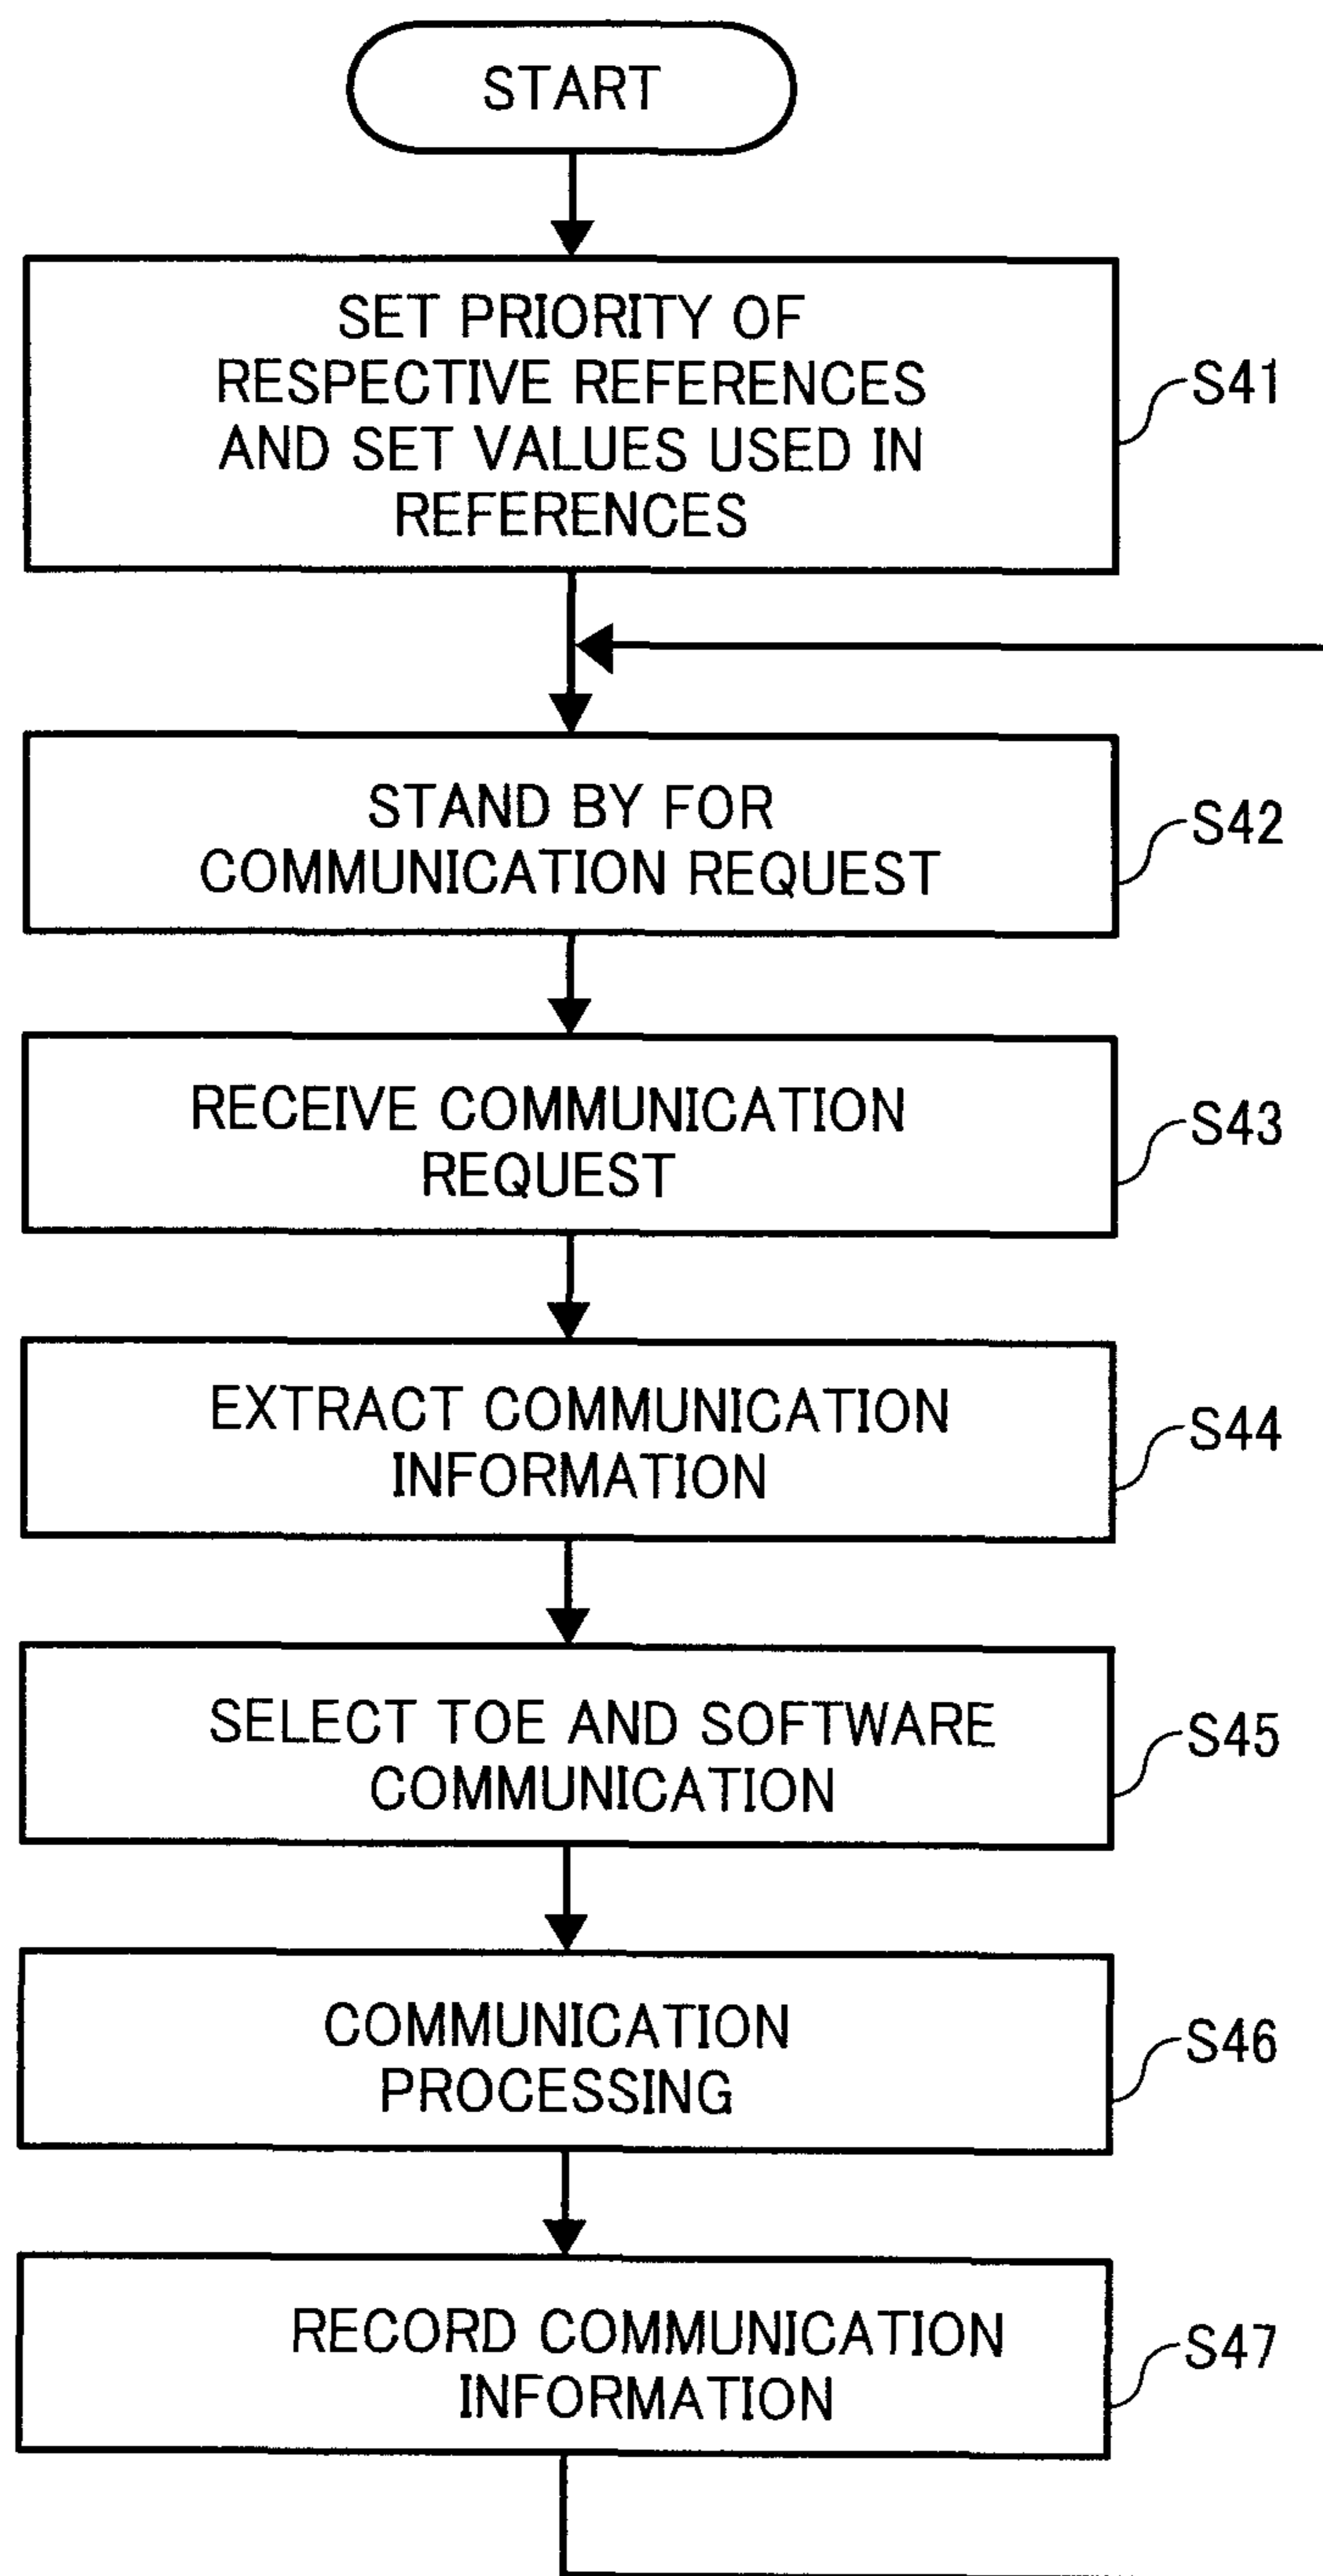 START
SET PRIORITY OF
RESPECTIVE REFERENCES
AND SET VALUES USED IN
REFERENCES
S41
STAND BY FOR
COMMUNICATION REQUEST
S42
RECEIVE COMMUNICATION
REQUEST
S43
EXTRACT COMMUNICATION
INFORMATION
S44
SELECT TOE AND SOFTWARE
COMMUNICATION
S45
COMMUNICATION
PROCESSING
S46
RECORD COMMUNICATION
INFORMATION
S47